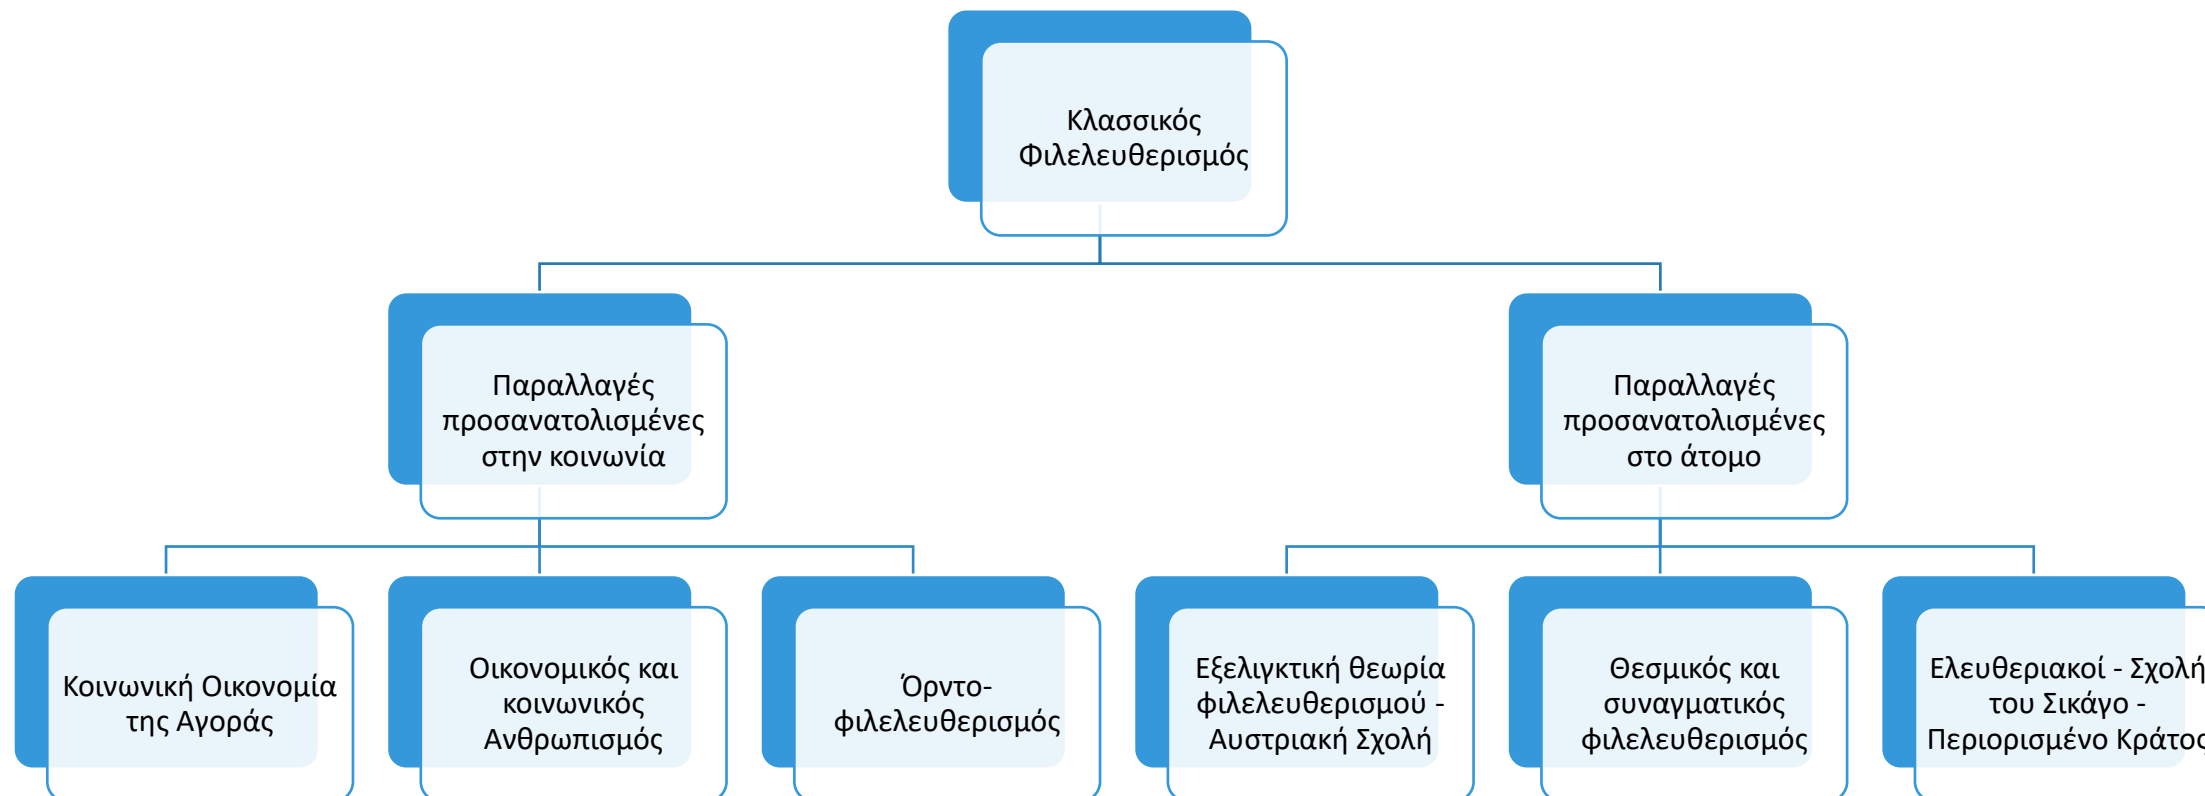 Κλασσικός
Φιλελευθερισμός
Παραλλαγές
προσανατολισμένες
στην κοινωνία
Παραλλαγές
προσανατολισμένες
στο άτομο
Κοινωνική Οικονομία
της Αγοράς
Οικονομικός και
κοινωνικός
Ανθρωπισμός
Όρντο-
φιλελευθερισμός
Εξελιγκτική θεωρία
φιλελευθερισμού -
Αυστριακή Σχολή
Θεσμικός και
συναγματικός
φιλελευθερισμός
Ελευθεριακοί - Σχολή
του Σικάγο -
Περιορισμένο Κράτος